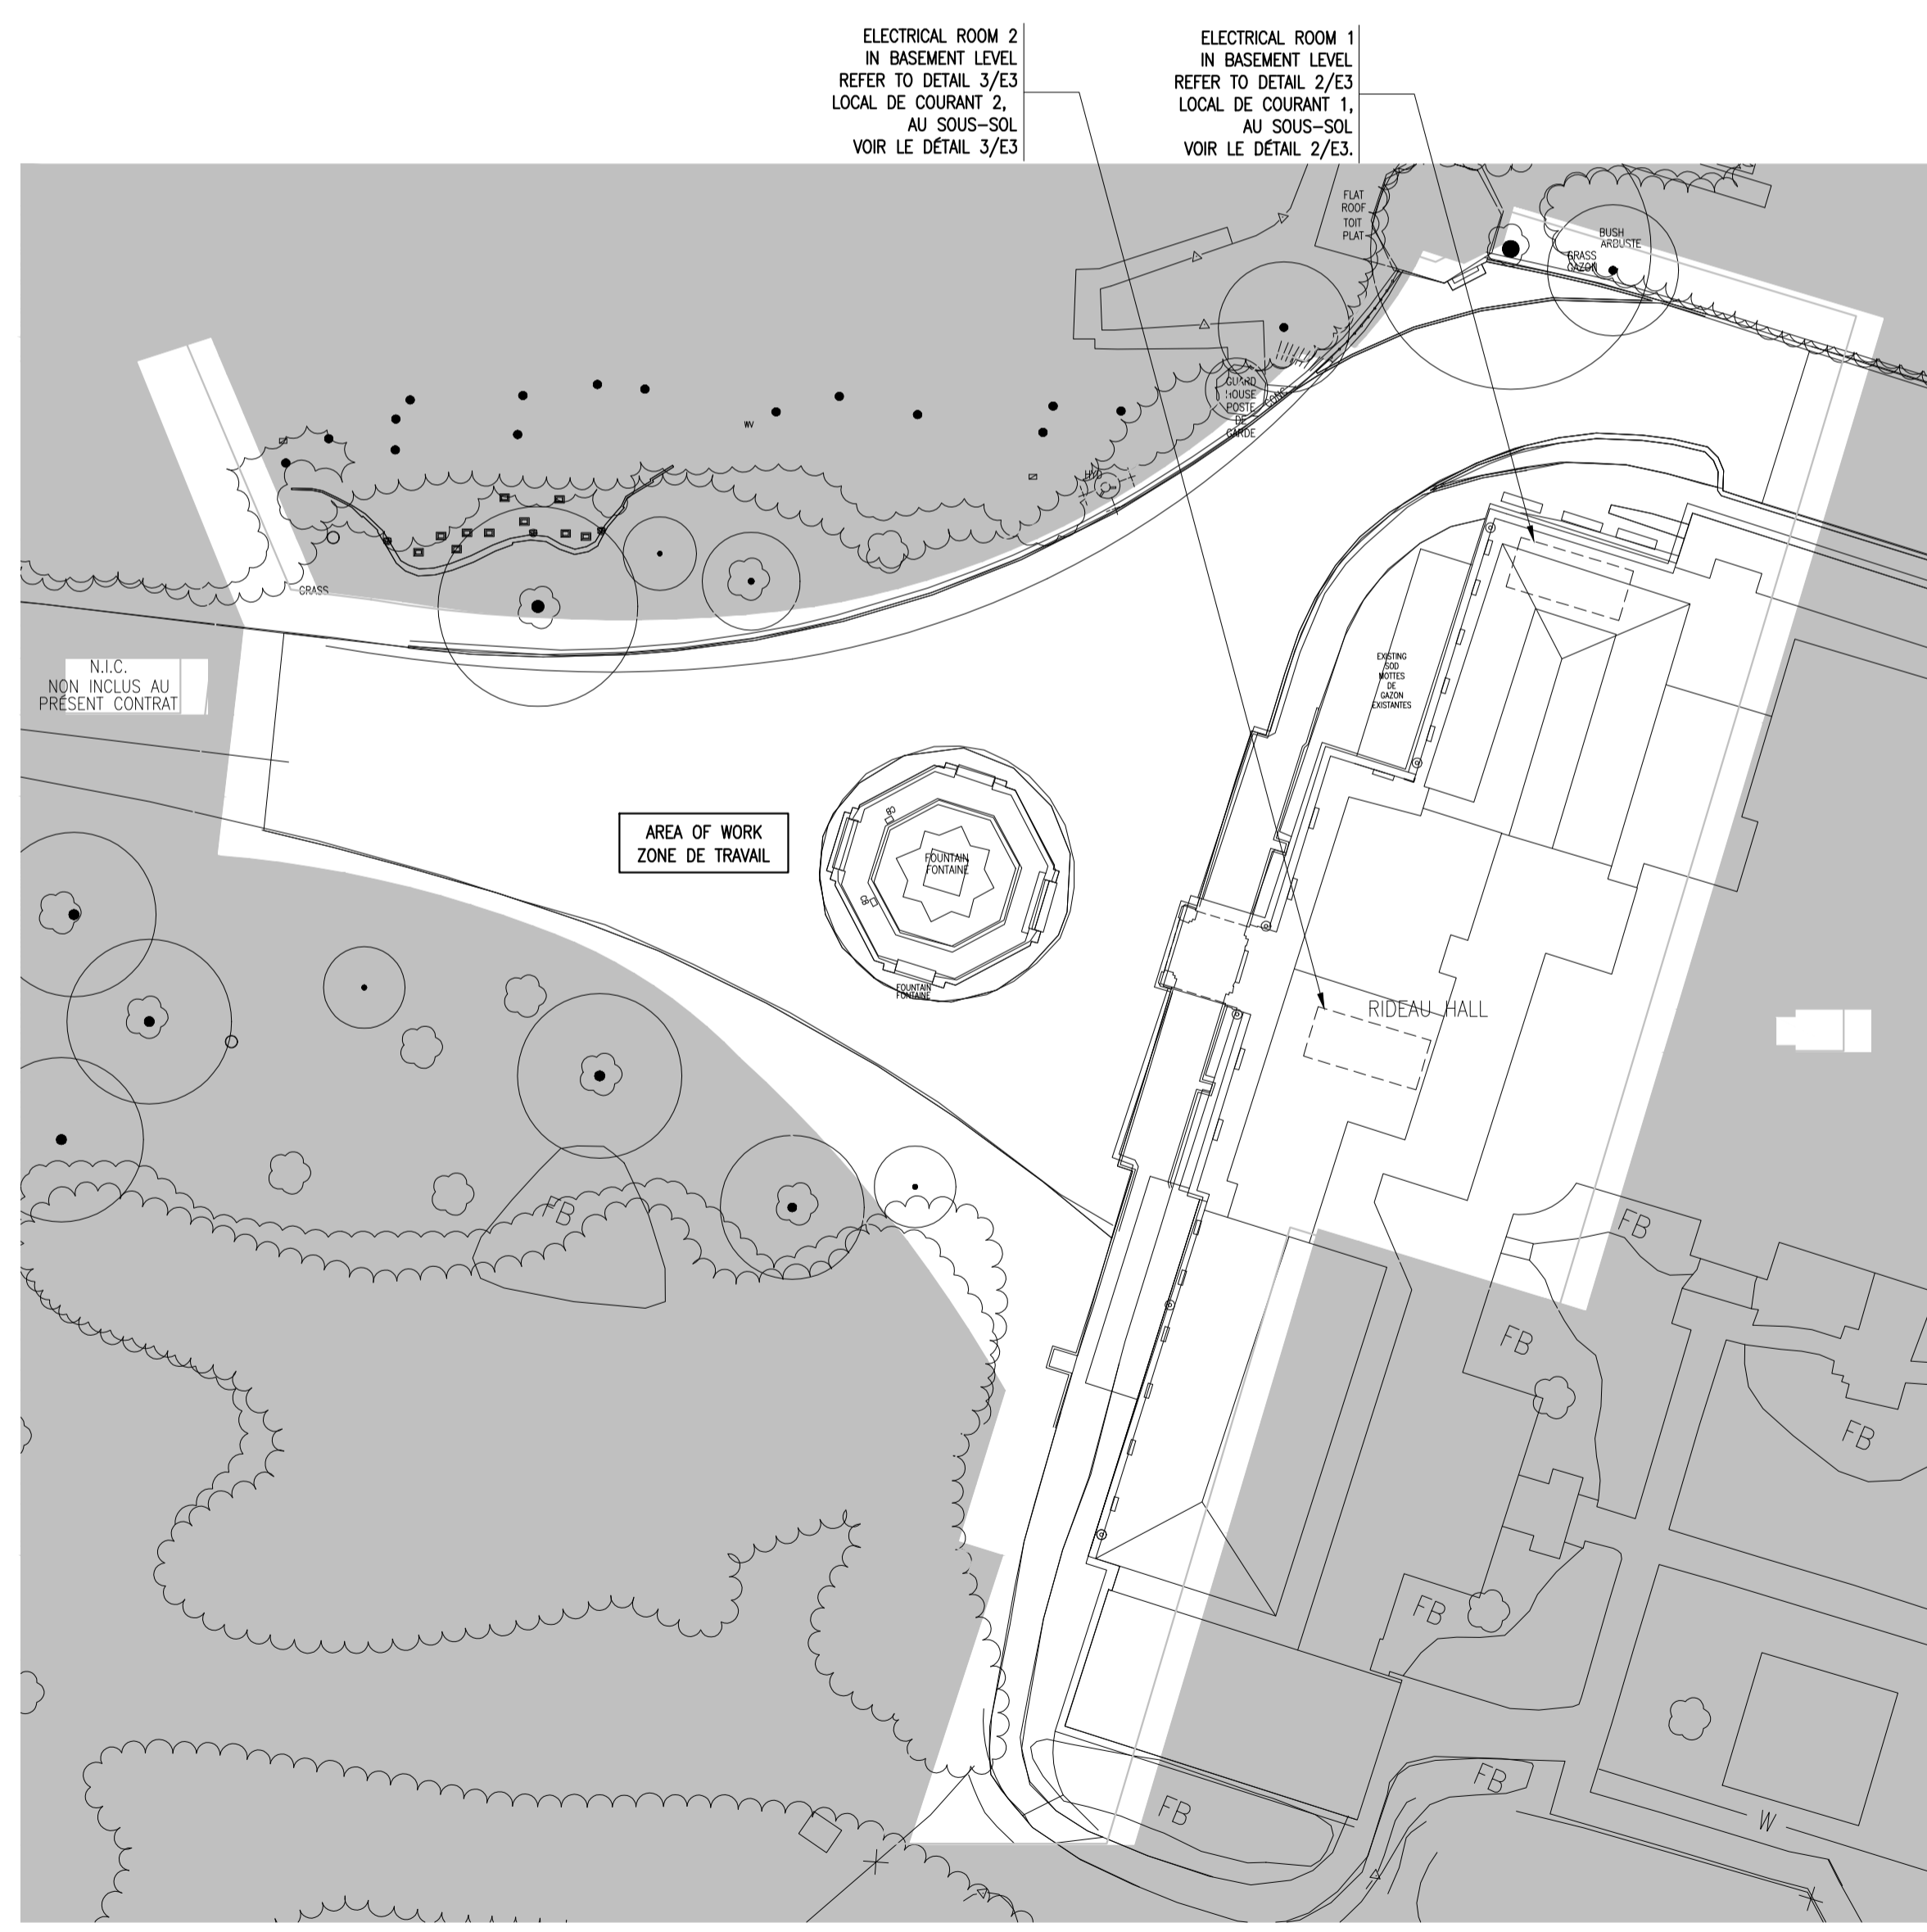 ELECTRICAL ROOM 2
IN BASEMENT LEVEL
REFER TO DETAIL 3/E3
LOCAL DE COURANT 2,
AU SOUS-SOL
VOIR LE DÉTAIL 3/E3
ELECTRICAL ROOM 1
IN BASEMENT LEVEL
REFER TO DETAIL 2/E3
LOCAL DE COURANT 1,
AU SOUS-SOL
VOIR LE DÉTAIL 2/E3.
FLAT
ROOF
TOIT
PLAT
BUSH
ARBUSTE
GRASS
GAZON
GUARD
HOUSE
POSTE
DE
GARDE
CONC
WV
HYD
GRASS
N.I.C.
NON INCLUS AU
PRÉSENT CONTRAT
EXISTING
SOD
MOTTES
DE
GAZON
EXISTANTES
AREA OF WORK
ZONE DE TRAVAIL
FOUNTAIN
FONTAINE
FOUNTAIN
FONTAINE
RIDEAU HALL
FB
FB
FB
FB
FB
FB
FB
W